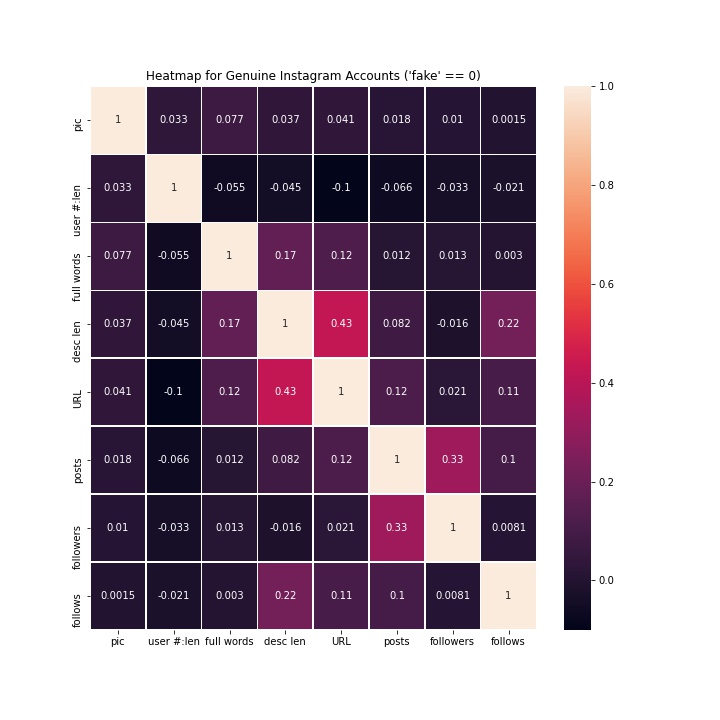 Heatmap for Genuine Instagram Accounts ('fake' == 0)
pic 1 0.033 0.077 0.037 0.041 0.018 0.01 0.0015
user #:len 0.033 1 -0.055 -0.045 -0.1 -0.066 -0.033 -0.021
full words 0.077 -0.055 1 0.17 0.12 0.012 0.013 0.003
desc len 0.037 -0.045 0.17 1 0.43 0.082 -0.016 0.22
URL 0.041 -0.1 0.12 0.43 1 0.12 0.021 0.11
posts 0.018 -0.066 0.012 0.082 0.12 1 0.33 0.1
followers 0.01 -0.033 0.013 -0.016 0.021 0.33 1 0.0081
follows 0.0015 -0.021 0.003 0.22 0.11 0.1 0.0081 1
pic user #:len full words desc len URL posts followers follows
1.0
0.8
0.6
0.4
0.2
0.0